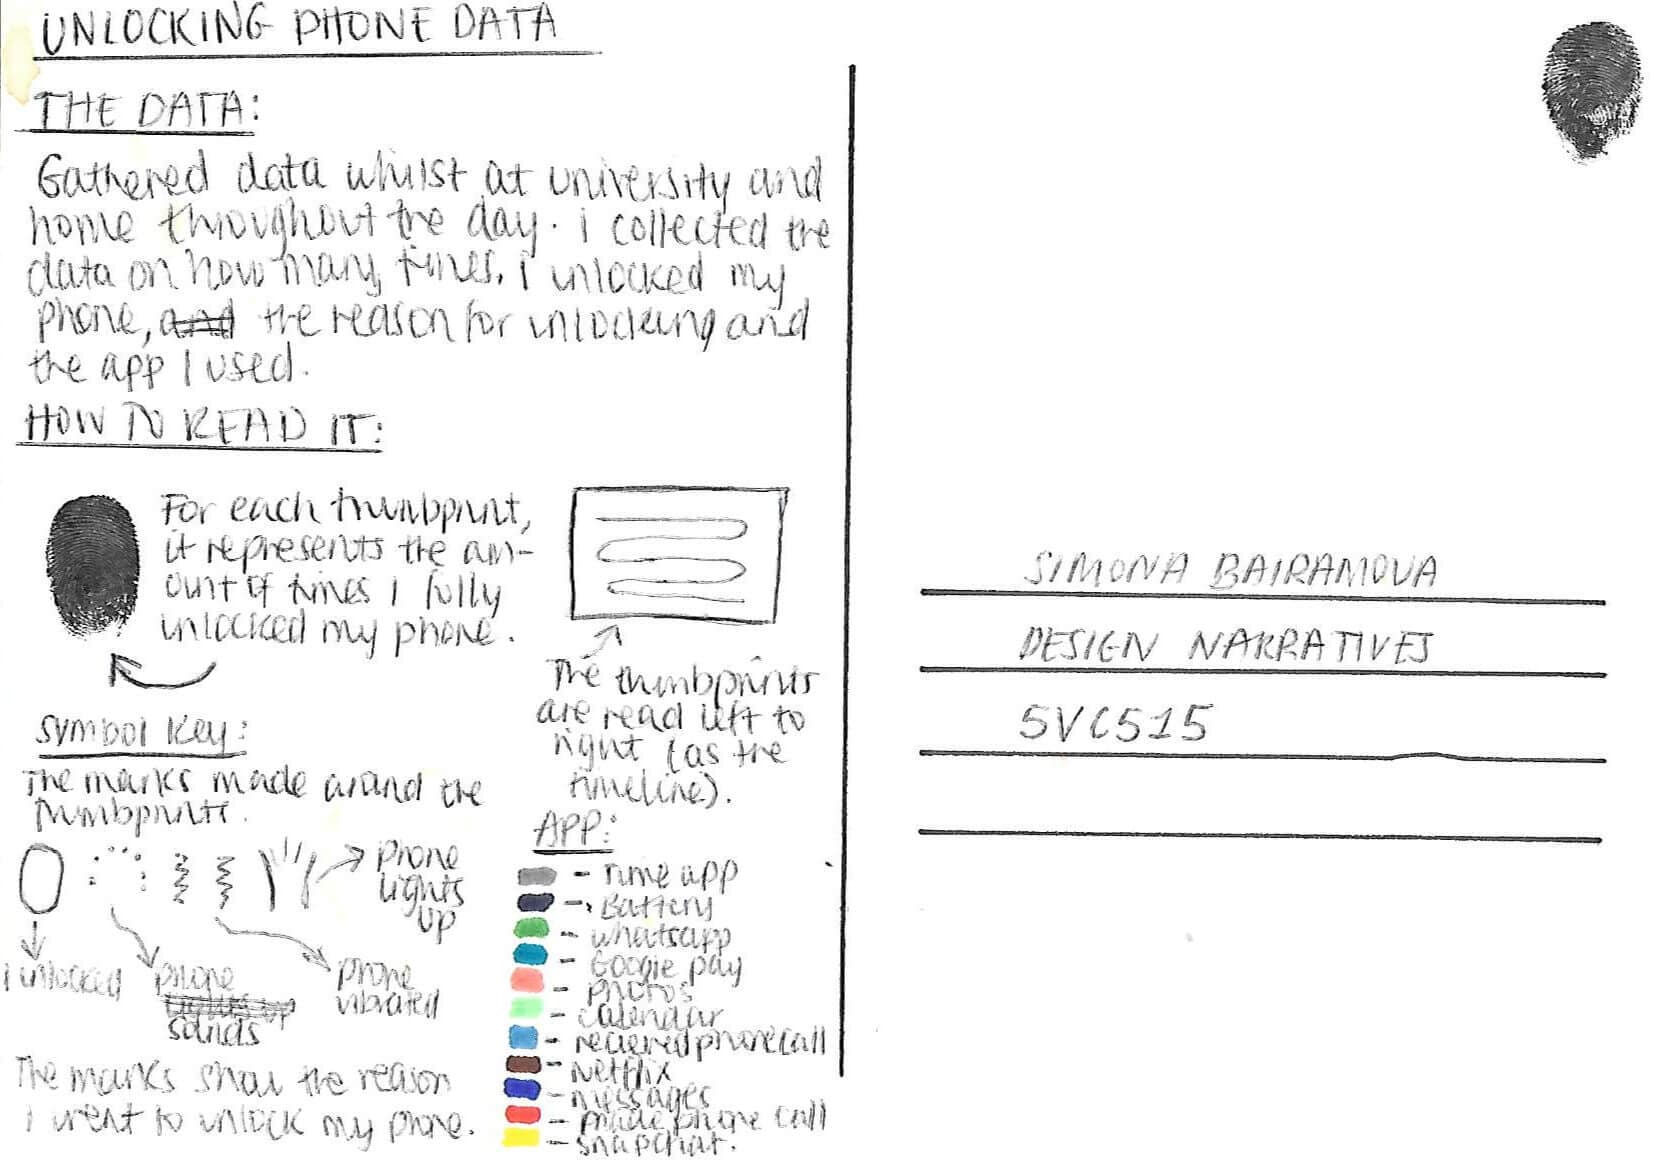 UNLOCKING PHONE DATA
THE DATA:
Gathered data whilst at university and
home throughout the day. i collected the
data on how many times. I unlocked my
phone, and the reason for unlocking and
the app I used.
HOW TO READ IT:
For each thumbprint,
it represents the am-
ount of times I fully
unlocked my phone.
The thumbprints
are read left to
right (as the
timeline).
Symbol Key:
The marks made around the
thumbprints.
phone
lights
up
I unlocked
phone
lights up
sounds
phone
vibrated
The marks show the reason
I went to unlock my phone.
APP:
- Time app
- Battery
- whatsapp
- Google pay
- photos
- calendar
- recieved phone call
- Netflix
- messages
- made phone call
- snapchat.
SIMONA BAIRAMOVA
DESIGN NARRATIVES
5VC515